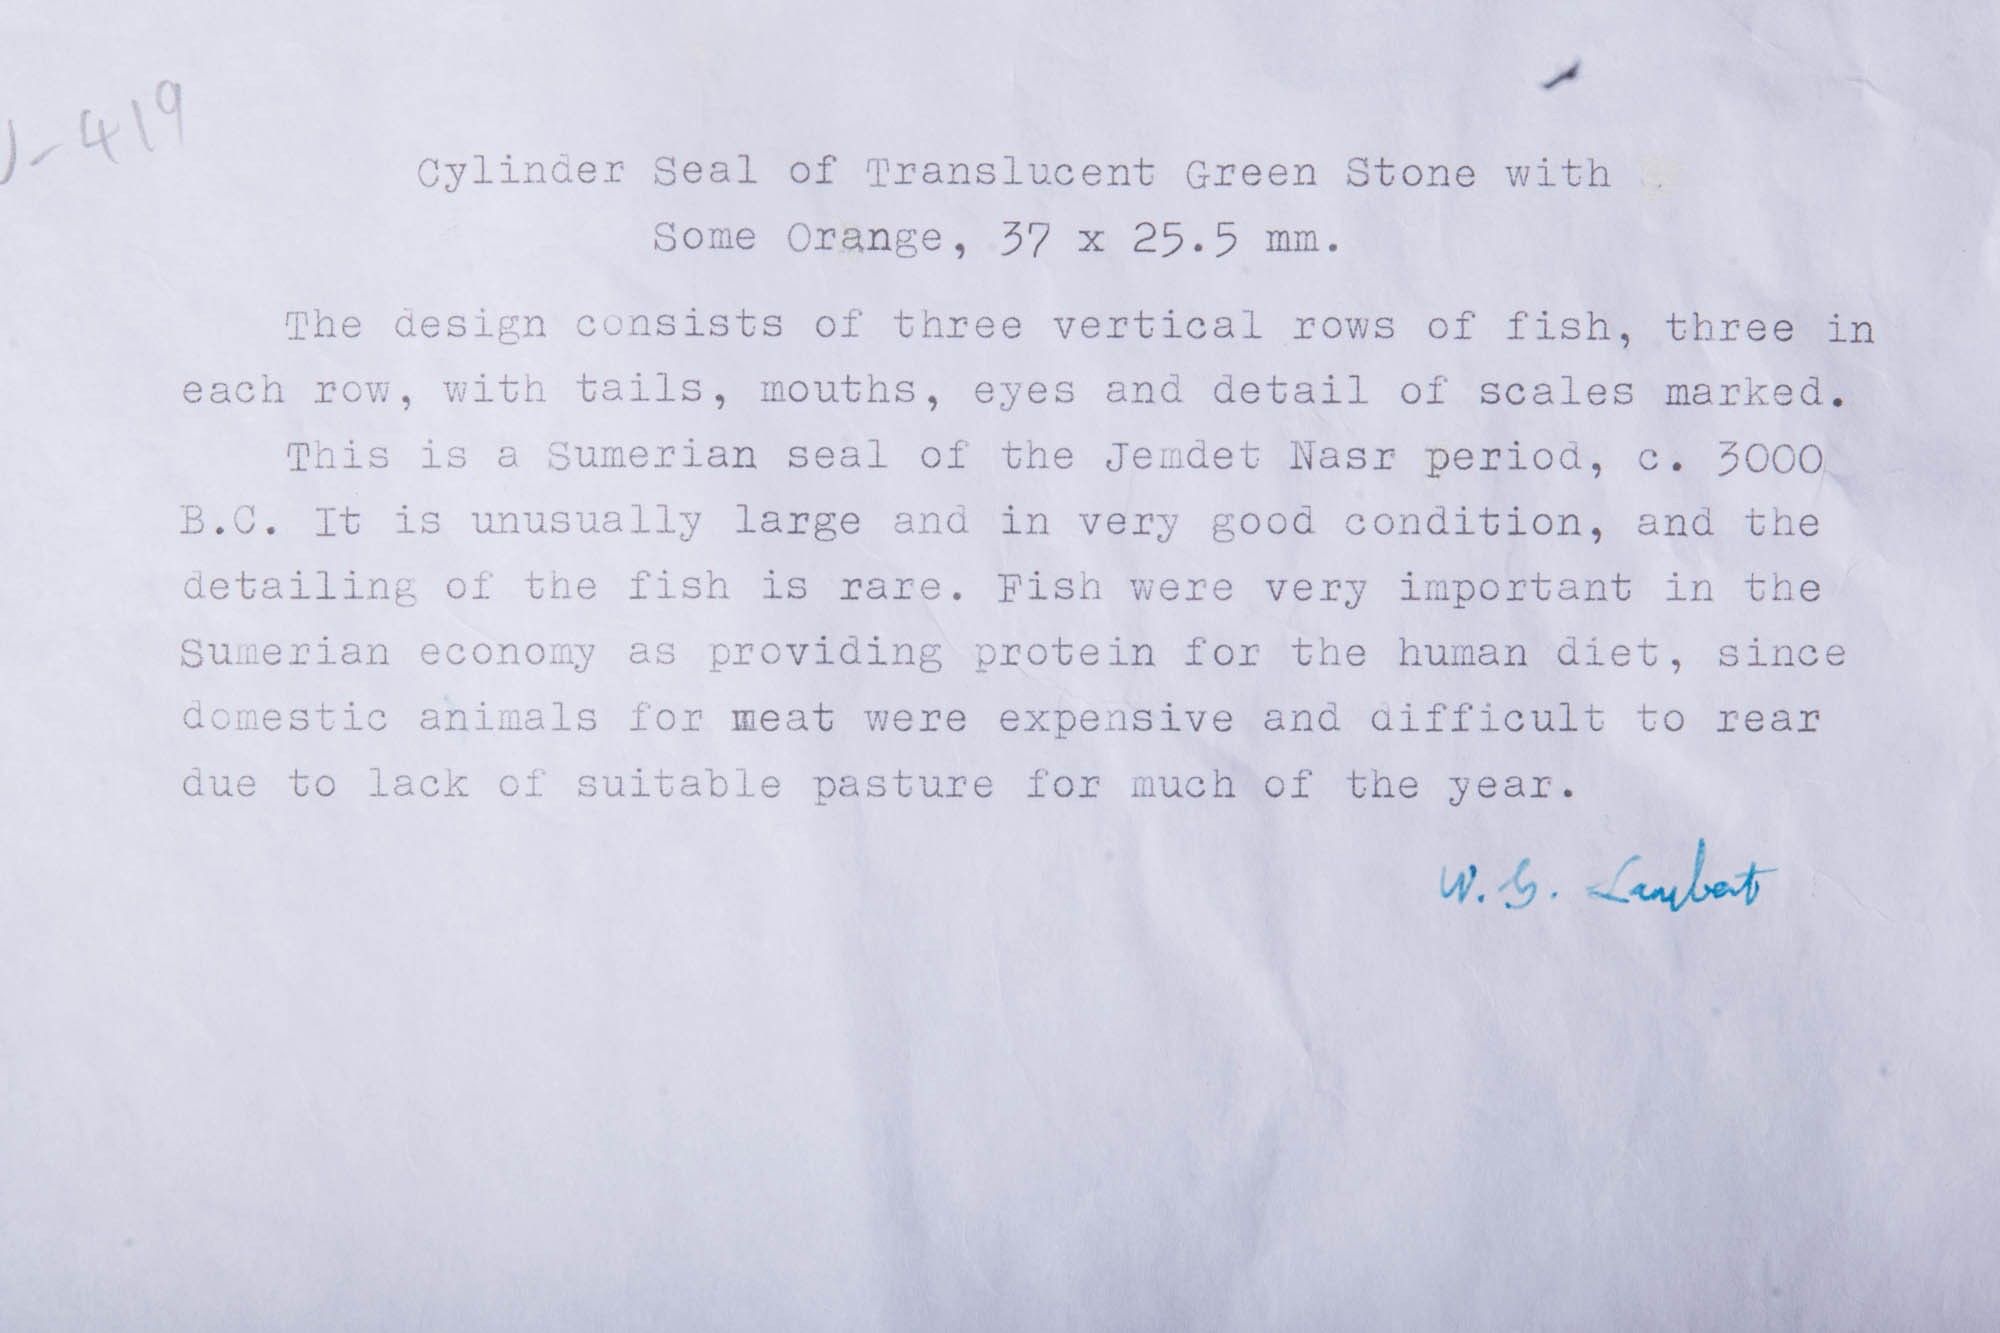 J-419
Cylinder Seal of Translucent Green Stone with
Some Orange, 37 x 25.5 mm.
The design consists of three vertical rows of fish, three in
each row, with tails, mouths, eyes and detail of scales marked.
This is a Sumerian seal of the Jemdet Nasr period, c. 3000
B.C. It is unusually large and in very good condition, and the
detailing of the fish is rare. Fish were very important in the
Sumerian economy as providing protein for the human diet, since
domestic animals for meat were expensive and difficult to rear
due to lack of suitable pasture for much of the year.
W. G. Lambert